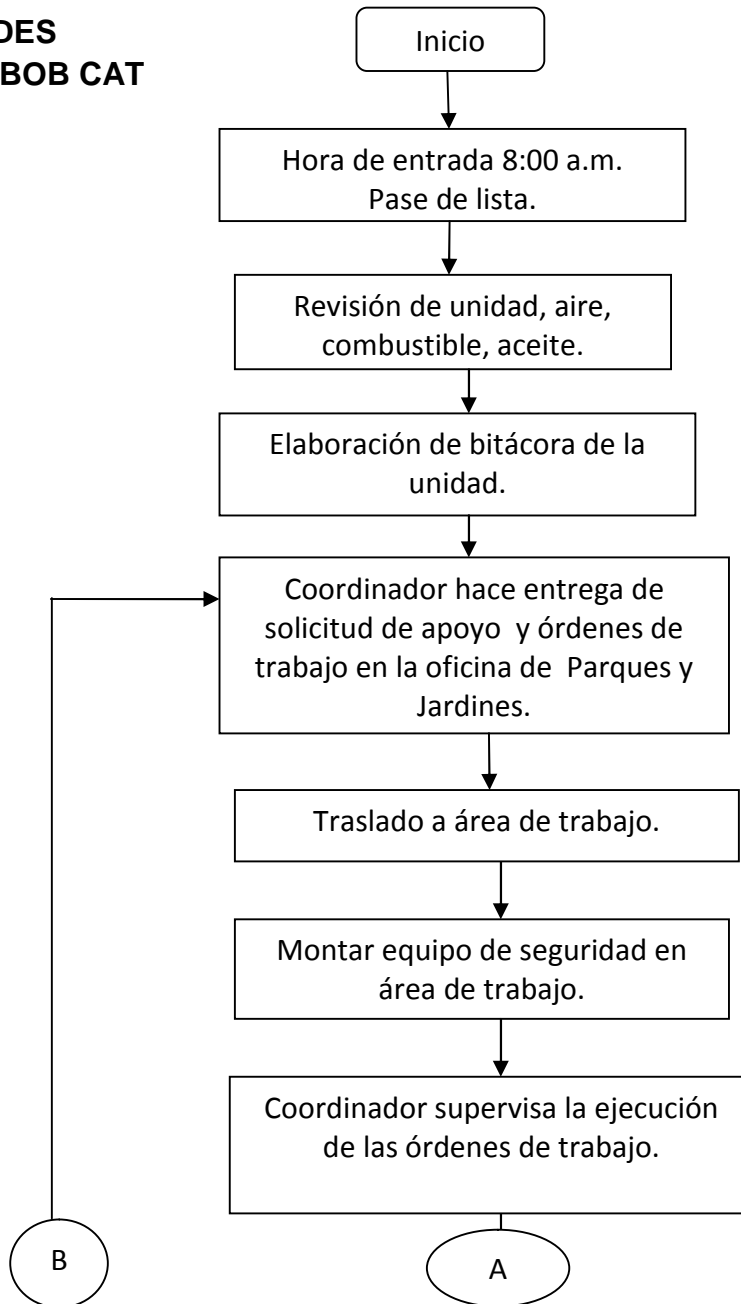 DES
BOB CAT
Inicio
Hora de entrada 8:00 a.m.
Pase de lista.
Revisión de unidad, aire,
combustible, aceite.
Elaboración de bitácora de la
unidad.
Coordinador hace entrega de
solicitud de apoyo y órdenes de
trabajo en la oficina de Parques y
Jardines.
Traslado a área de trabajo.
Montar equipo de seguridad en
área de trabajo.
Coordinador supervisa la ejecución
de las órdenes de trabajo.
B
A